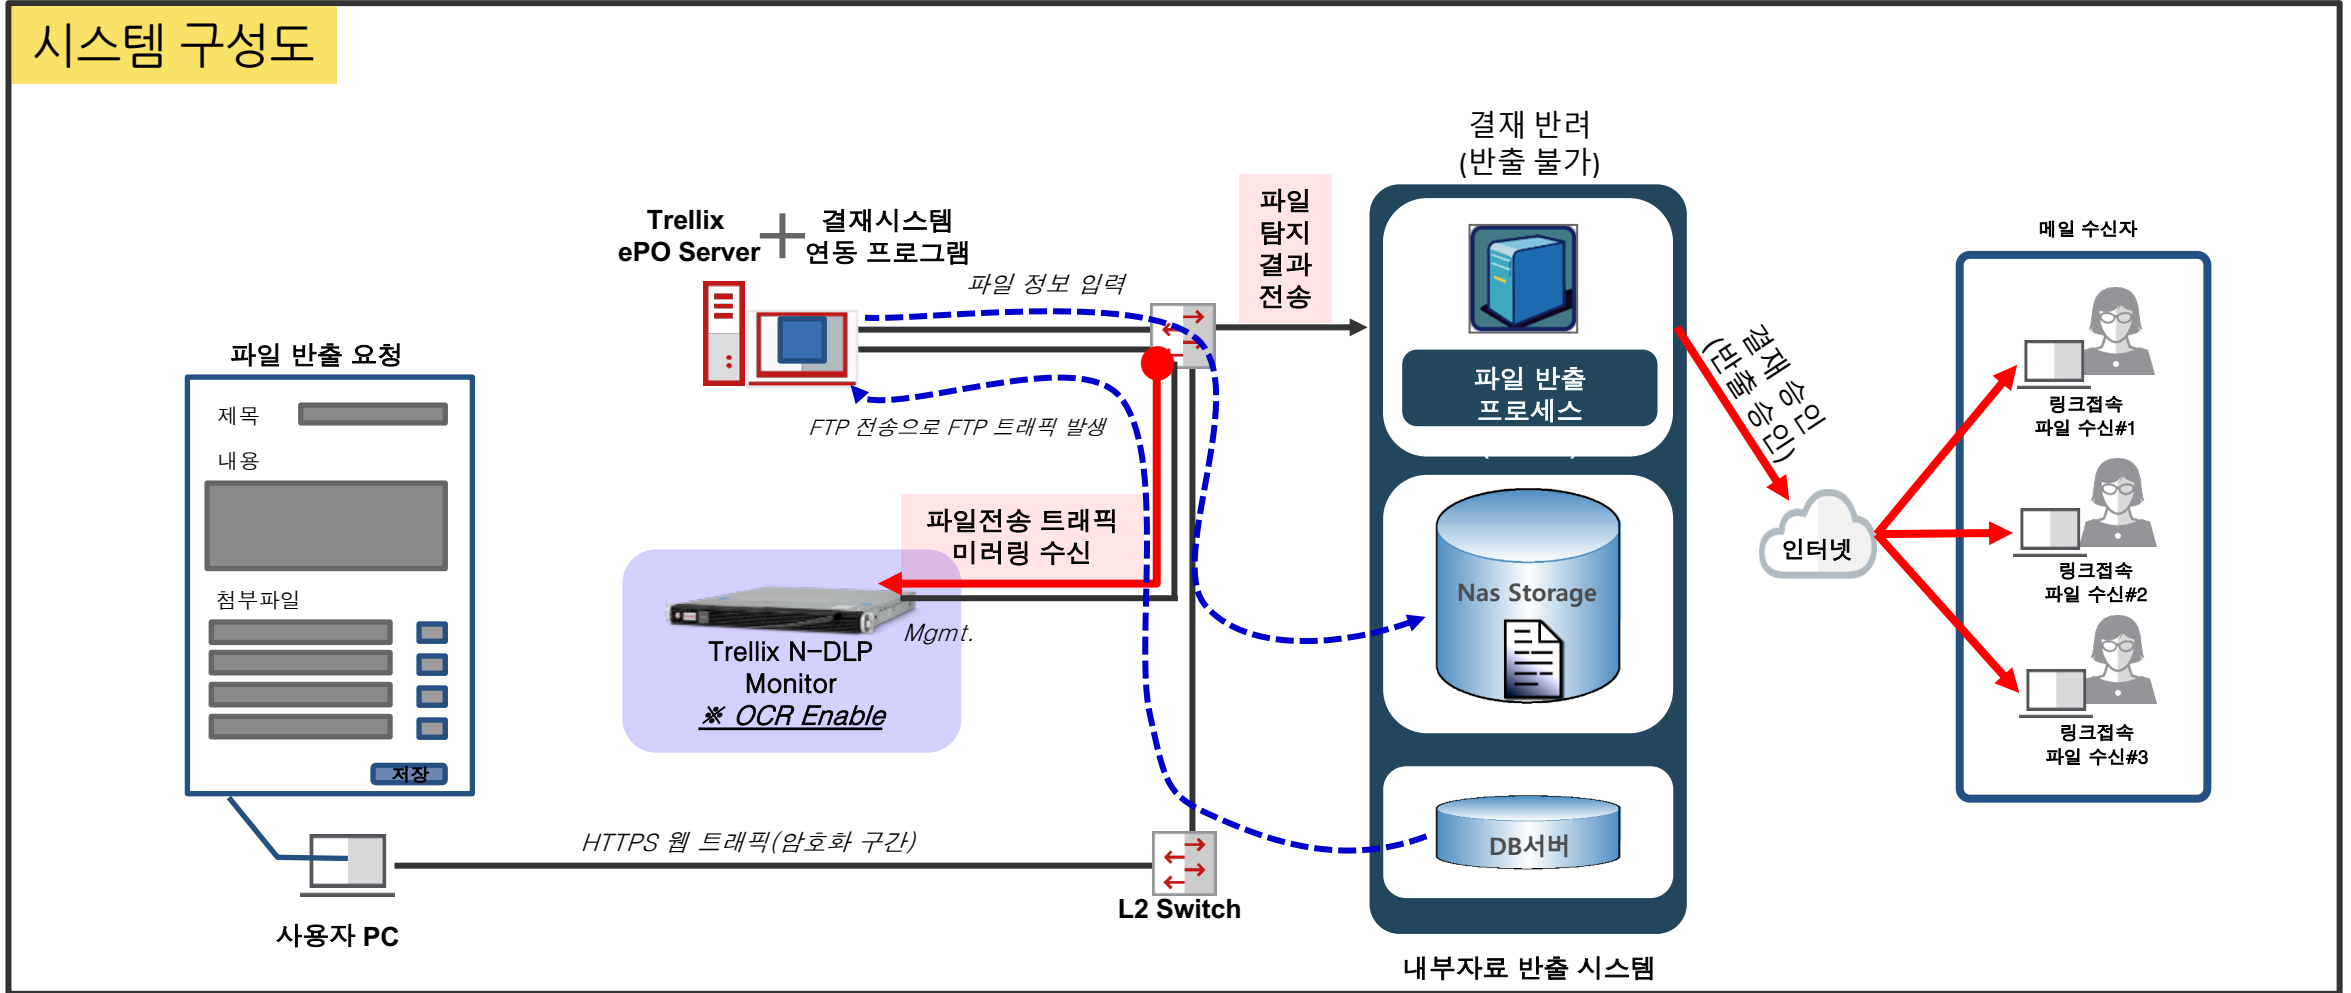 시스템 구성도
결재 반려
(반출 불가)
Trellix
ePO Server
결재시스템
연동 프로그램
파일
탐지
결과
전송
파일 정보 입력
메일 수신자
파일 반출 요청
제목
내용
첨부파일
저장
FTP 전송으로 FTP 트래픽 발생
파일 반출
프로세스
결재 승인
(반출 승인)
링크접속
파일 수신#1
파일전송 트래픽
미러링 수신
인터넷
링크접속
파일 수신#2
Nas Storage
Mgmt.
Trellix N-DLP
Monitor
※ OCR Enable
링크접속
파일 수신#3
HTTPS 웹 트래픽(암호화 구간)
DB서버
L2 Switch
사용자 PC
내부자료 반출 시스템